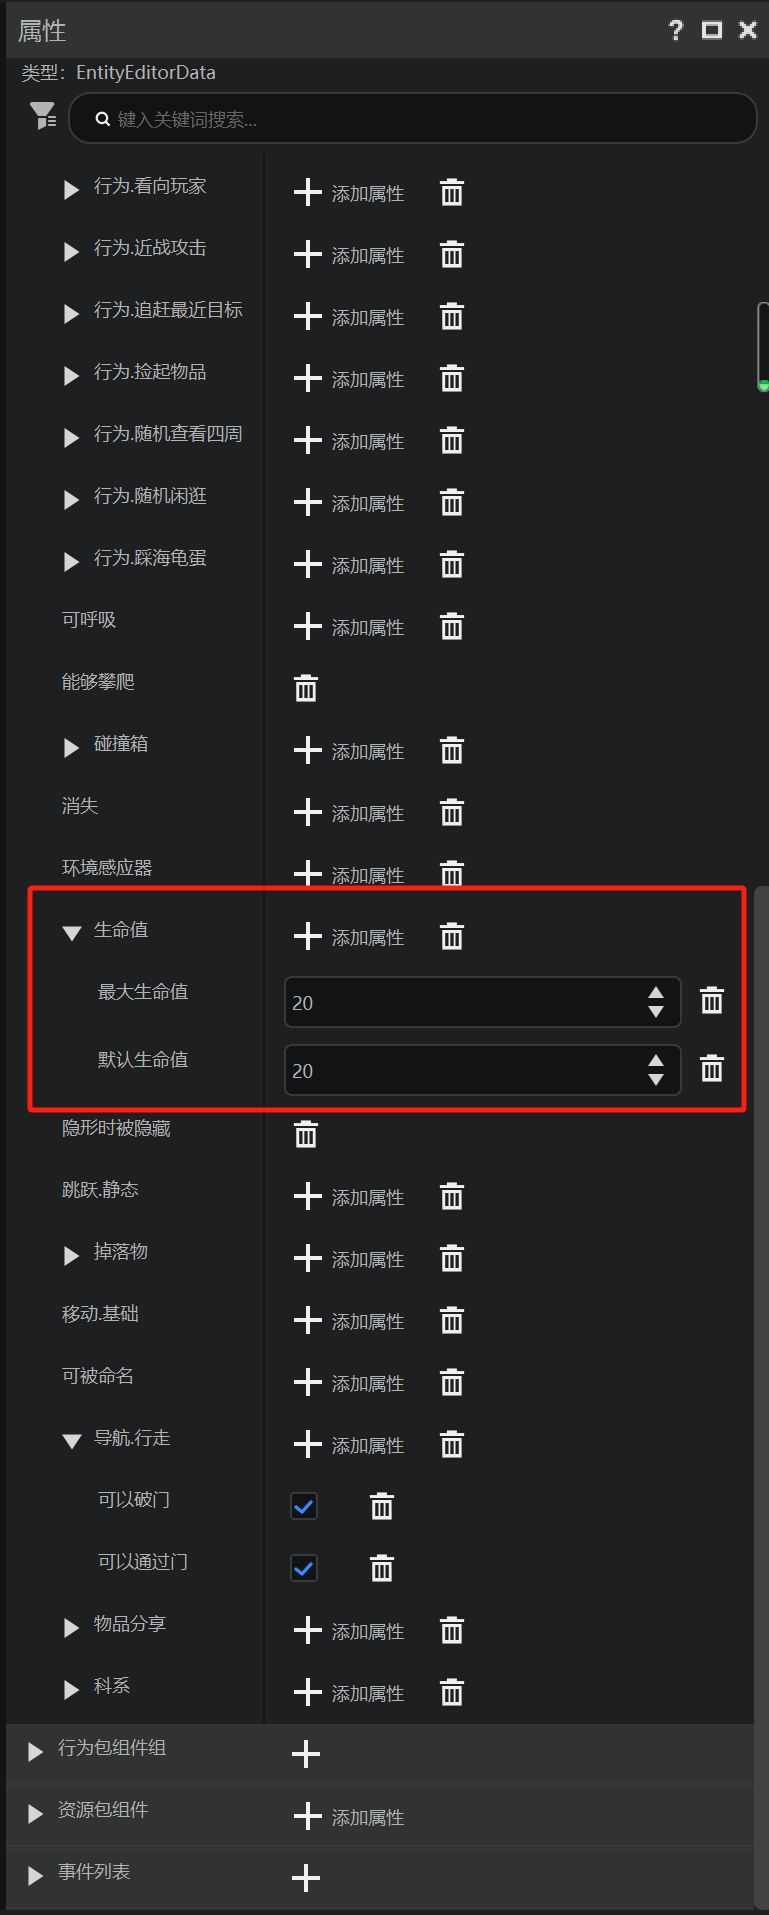 属性
类型：EntityEditorData
键入关键词搜索...
行为.看向玩家 添加属性
行为.近战攻击 添加属性
行为.追赶最近目标 添加属性
行为.捡起物品 添加属性
行为.随机查看四周 添加属性
行为.随机闲逛 添加属性
行为.踩海龟蛋 添加属性
可呼吸 添加属性
能够攀爬
碰撞箱 添加属性
消失 添加属性
环境感应器 添加属性
生命值 添加属性
最大生命值 20
默认生命值 20
隐形时被隐藏
跳跃.静态 添加属性
掉落物 添加属性
移动.基础 添加属性
可被命名 添加属性
导航.行走 添加属性
可以破门
可以通过门
物品分享 添加属性
科系 添加属性
行为包组件组
资源包组件 添加属性
事件列表